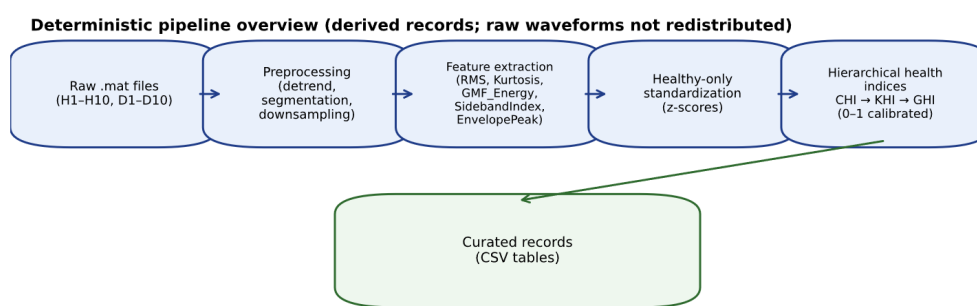 Deterministic pipeline overview (derived records; raw waveforms not redistributed)
Raw .mat files
(H1–H10, D1–D10)
Preprocessing
(detrend,
segmentation,
downsampling)
Feature extraction
(RMS, Kurtosis,
GMF_Energy,
SidebandIndex,
EnvelopePeak)
Healthy-only
standardization
(z-scores)
Hierarchical health
indices
CHI → KHI → GHI
(0–1 calibrated)
Curated records
(CSV tables)